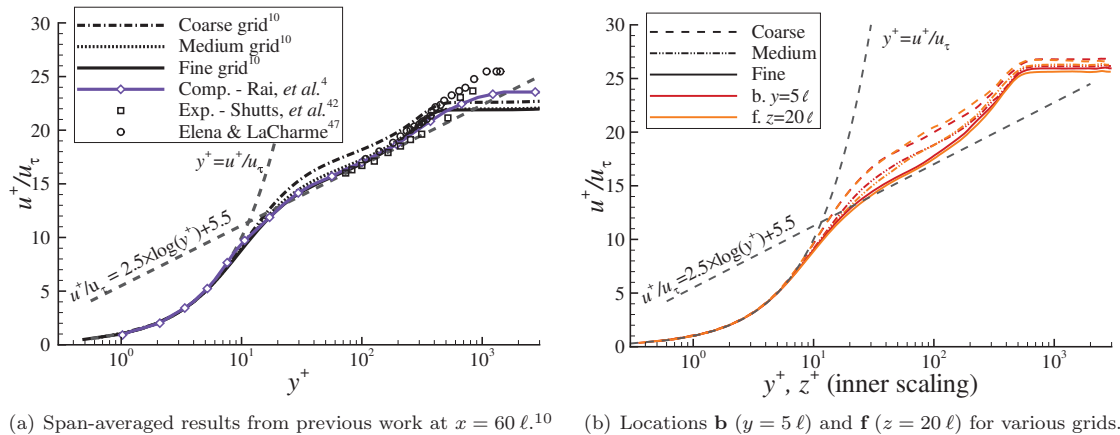 Coarse grid10
Medium grid10
Fine grid10
Comp. - Rai, et al.4
Exp. - Shutts, et al.42
Elena & LaCharme47
y+=u+/uτ
u+/uτ = 2.5×log(y+)+5.5
u+/uτ
30
25
20
15
10
5
0
10^0
10^1
10^2
10^3
y+
(a) Span-averaged results from previous work at x = 60 ℓ.10
Coarse
Medium
Fine
b. y=5 ℓ
f. z=20 ℓ
y+=u+/uτ
u+/uτ=2.5×log(y+)+5.5
u+/uτ
30
25
20
15
10
5
0
10^0
10^1
10^2
10^3
y+, z+ (inner scaling)
(b) Locations b (y = 5 ℓ) and f (z = 20 ℓ) for various grids.